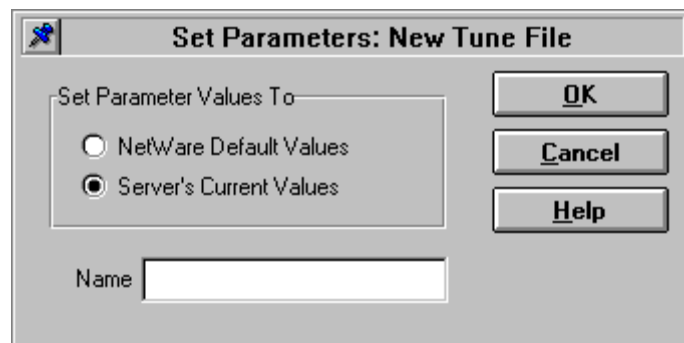 Set Parameters: New Tune File
Set Parameter Values To
NetWare Default Values
Server's Current Values
Name
OK
Cancel
Help